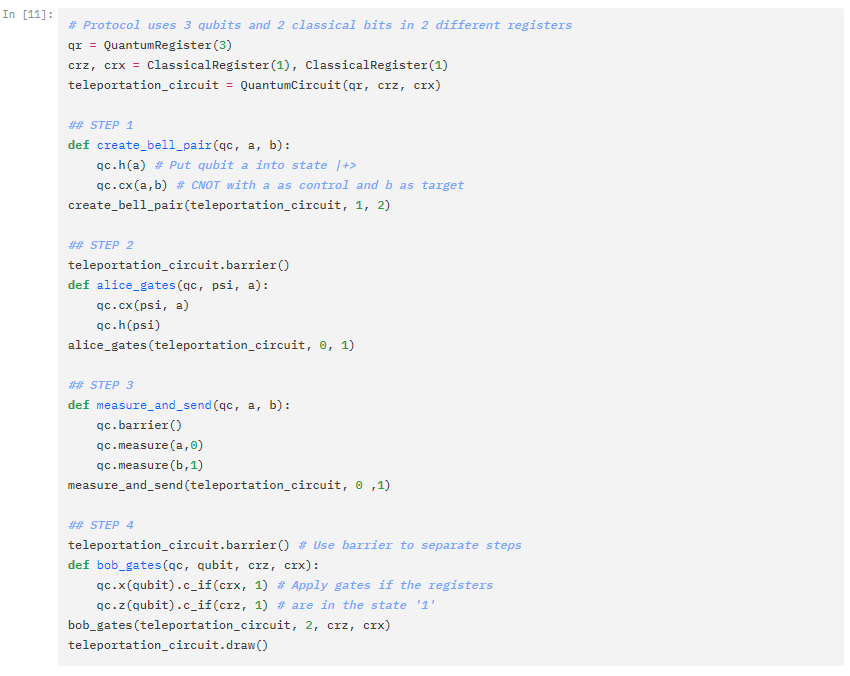 In [11]:
# Protocol uses 3 qubits and 2 classical bits in 2 different registers
qr = QuantumRegister(3)
crz, crx = ClassicalRegister(1), ClassicalRegister(1)
teleportation_circuit = QuantumCircuit(qr, crz, crx)

## STEP 1
def create_bell_pair(qc, a, b):
    qc.h(a) # Put qubit a into state |+>
    qc.cx(a,b) # CNOT with a as control and b as target
create_bell_pair(teleportation_circuit, 1, 2)

## STEP 2
teleportation_circuit.barrier()
def alice_gates(qc, psi, a):
    qc.cx(psi, a)
    qc.h(psi)
alice_gates(teleportation_circuit, 0, 1)

## STEP 3
def measure_and_send(qc, a, b):
    qc.barrier()
    qc.measure(a,0)
    qc.measure(b,1)
measure_and_send(teleportation_circuit, 0 ,1)

## STEP 4
teleportation_circuit.barrier() # Use barrier to separate steps
def bob_gates(qc, qubit, crz, crx):
    qc.x(qubit).c_if(crx, 1) # Apply gates if the registers
    qc.z(qubit).c_if(crz, 1) # are in the state '1'
bob_gates(teleportation_circuit, 2, crz, crx)
teleportation_circuit.draw()